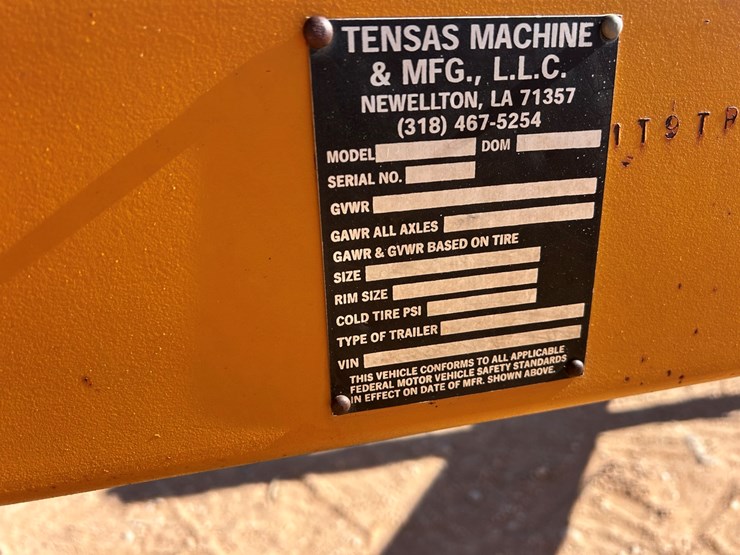 TENSAS MACHINE
& MFG., L.L.C.
NEWELLTON, LA 71357
(318) 467-5254
MODEL DOM
SERIAL NO.
GVWR
GAWR ALL AXLES
GAWR & GVWR BASED ON TIRE
SIZE
RIM SIZE
COLD TIRE PSI
TYPE OF TRAILER
VIN
THIS VEHICLE CONFORMS TO ALL APPLICABLE
FEDERAL MOTOR VEHICLE SAFETY STANDARDS
IN EFFECT ON DATE OF MFR. SHOWN ABOVE.
1T9TP